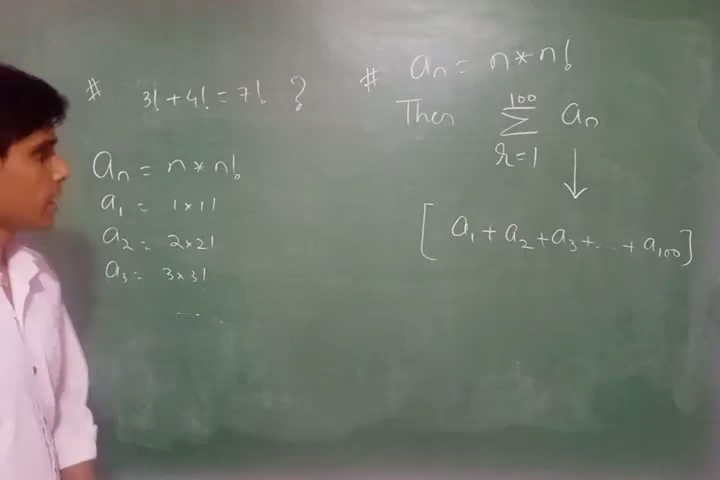 # 3! + 4! = 7! ?
aₙ = n * n!
a₁ = 1 × 1!
a₂ = 2 × 2!
a₃ = 3 × 3!
....
# aₙ = n * n!
Then 100
∑ aₙ
r=1
↓
[ a₁ + a₂ + a₃ + ... + a₁₀₀ ]